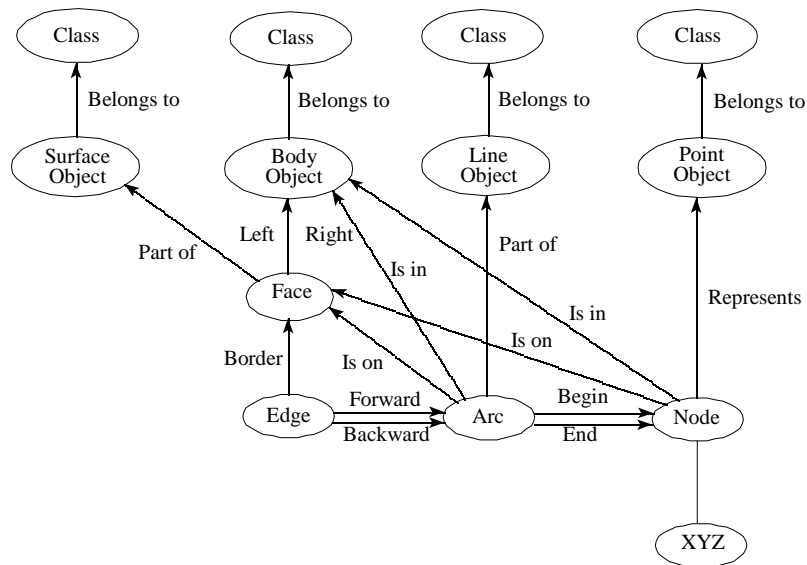 Class
Class
Class
Class
Belongs to
Belongs to
Belongs to
Belongs to
Surface
Object
Body
Object
Line
Object
Point
Object
Part of
Left
Right
Part of
Is in
Face
Is in
Represents
Is on
Border
Is on
Edge
Forward
Backward
Arc
Begin
End
Node
XYZ